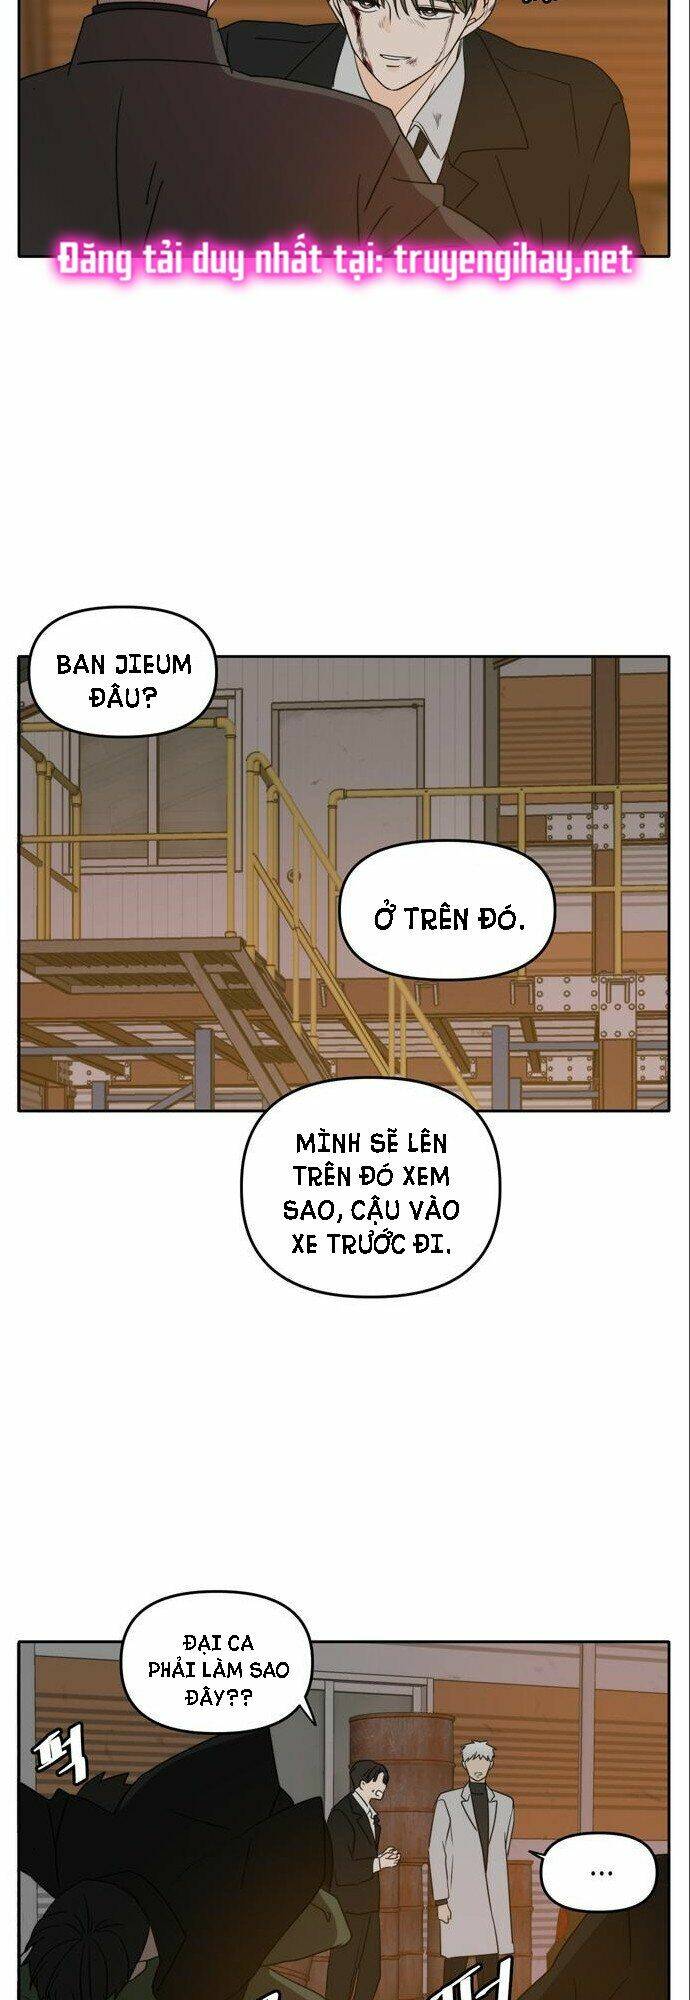 Đăng tải duy nhất tại: truyengihay.net
BAN JIEUM
ĐÂU?
Ở TRÊN ĐÓ.
MÌNH SẼ LÊN
TRÊN ĐÓ XEM
SAO, CẬU VÀO
XE TRƯỚC ĐI.
ĐẠI CA
PHẢI LÀM SAO
ĐÂY??
퍽
...